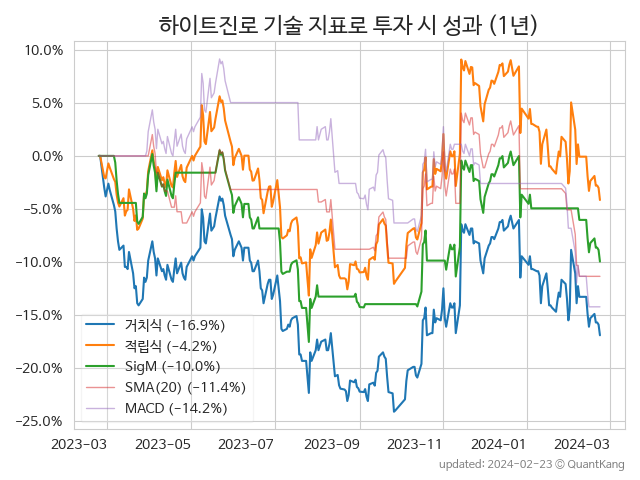 하이트진로 기술 지표로 투자 시 성과 (1년)
10.0%
5.0%
0.0%
−5.0%
−10.0%
−15.0%
−20.0%
−25.0%
거치식 (−16.9%)
적립식 (−4.2%)
SigM (−10.0%)
SMA(20) (−11.4%)
MACD (−14.2%)
2023−03 2023−05 2023−07 2023−09 2023−11 2024−01 2024−03
updated: 2024−02−23 ⓒ QuantKang